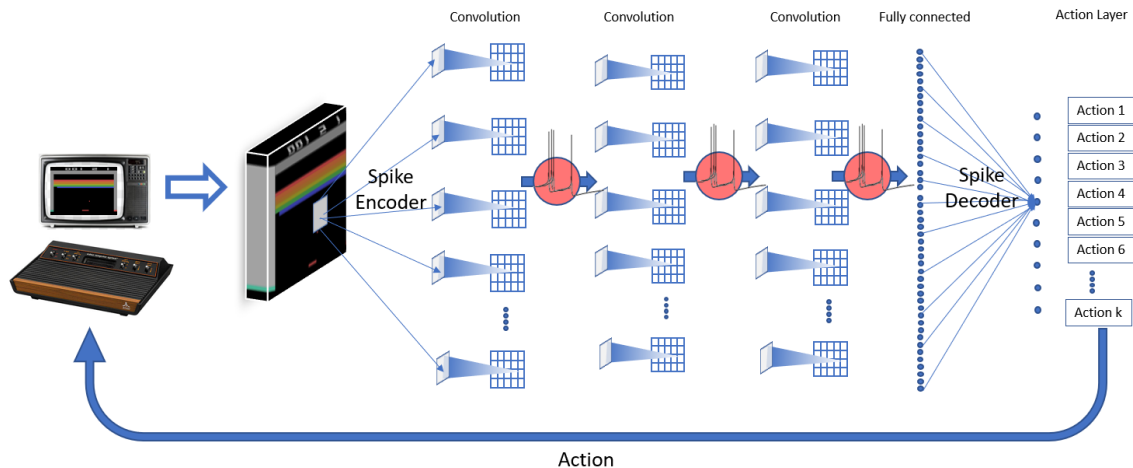 Convolution
Convolution
Convolution
Fully connected
Action Layer
Spike
Encoder
Spike
Decoder
Action 1
Action 2
Action 3
Action 4
Action 5
Action 6
Action k
Action